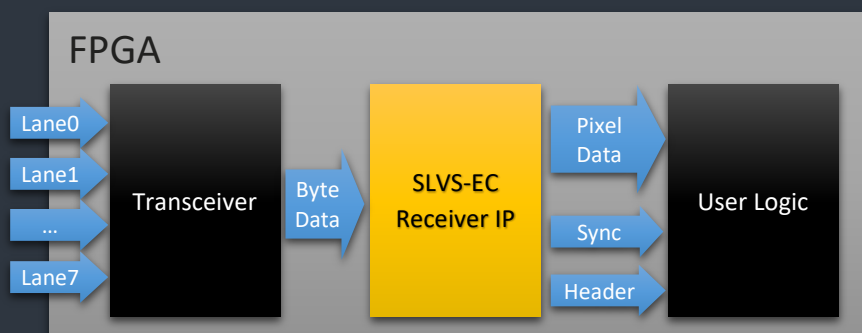 FPGA
Lane0
Lane1
...
Lane7
Transceiver
Byte
Data
SLVS-EC
Receiver IP
Pixel
Data
Sync
Header
User Logic